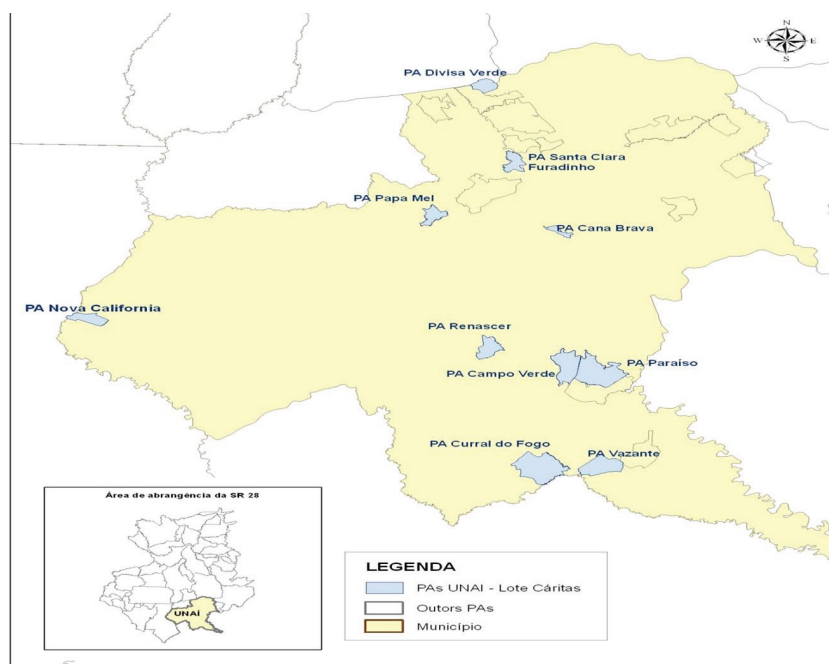 N
W E
S
PA Divisa Verde
PA Santa Clara
Furadinho
PA Papa Mel
PA Cana Brava
PA Nova California
PA Renascer
PA Paraíso
PA Campo Verde
PA Curral do Fogo
PA Vazante
Área de abrangência da SR 28
UNAÍ
LEGENDA
PAs UNAI - Lote Cáritas
Outors PAs
Município